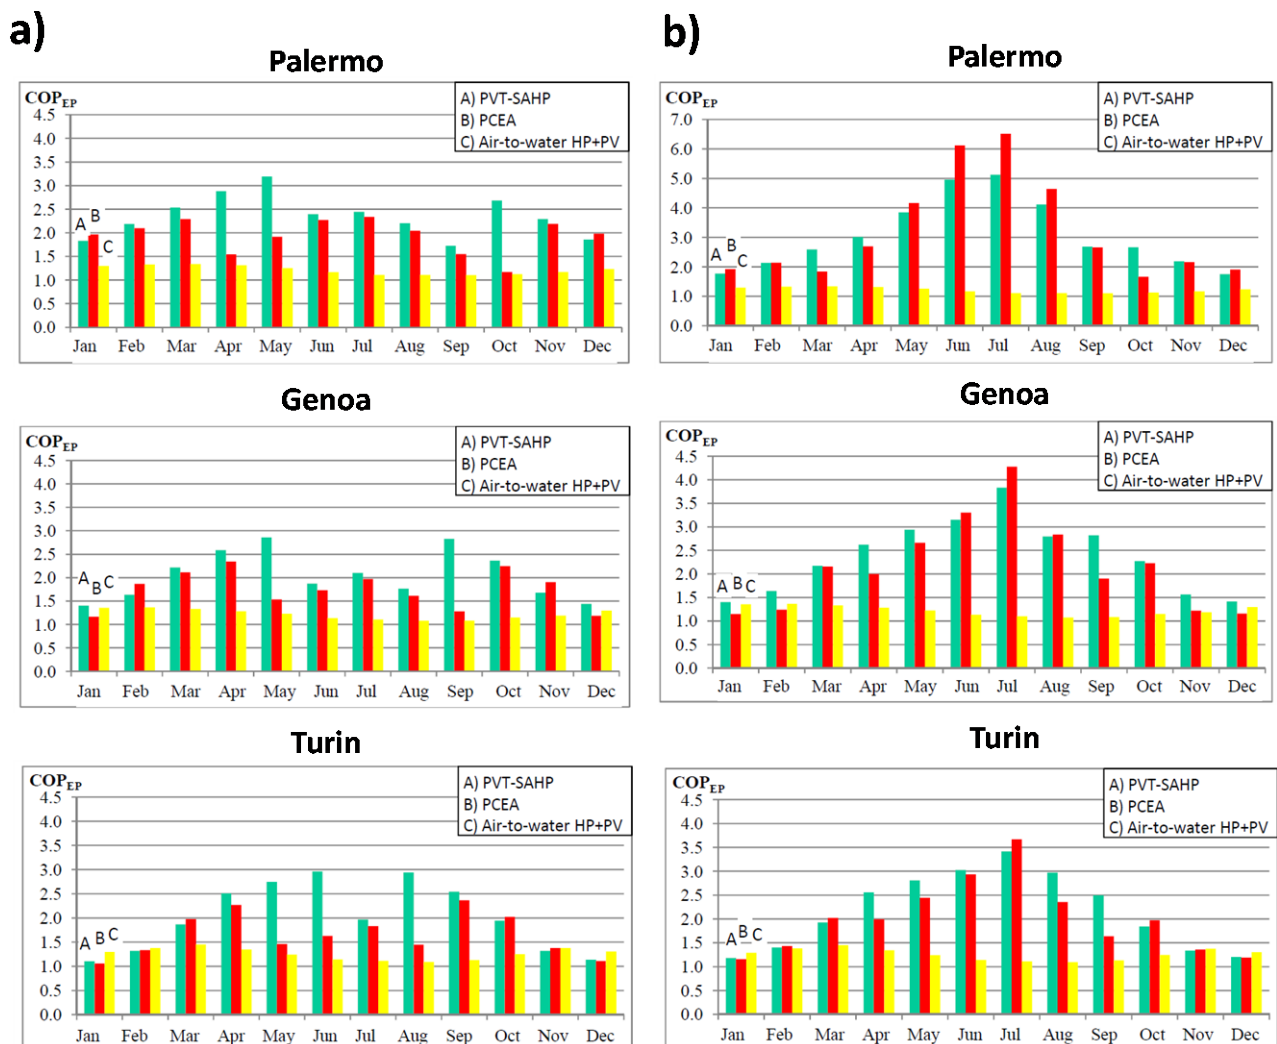 a)
Palermo
COP_EP
A) PVT-SAHP
B) PCEA
C) Air-to-water HP+PV
4.5
4.0
3.5
3.0
2.5
2.0
1.5
1.0
0.5
0.0
A B C
Jan Feb Mar Apr May Jun Jul Aug Sep Oct Nov Dec
Genoa
COP_EP
A) PVT-SAHP
B) PCEA
C) Air-to-water HP+PV
4.5
4.0
3.5
3.0
2.5
2.0
1.5
1.0
0.5
0.0
A B C
Jan Feb Mar Apr May Jun Jul Aug Sep Oct Nov Dec
Turin
COP_EP
A) PVT-SAHP
B) PCEA
C) Air-to-water HP+PV
4.5
4.0
3.5
3.0
2.5
2.0
1.5
1.0
0.5
0.0
A B C
Jan Feb Mar Apr May Jun Jul Aug Sep Oct Nov Dec
b)
Palermo
COP_EP
A) PVT-SAHP
B) PCEA
C) Air-to-water HP+PV
7.0
6.0
5.0
4.0
3.0
2.0
1.0
0.0
A B C
Jan Feb Mar Apr May Jun Jul Aug Sep Oct Nov Dec
Genoa
COP_EP
A) PVT-SAHP
B) PCEA
C) Air-to-water HP+PV
4.5
4.0
3.5
3.0
2.5
2.0
1.5
1.0
0.5
0.0
A B C
Jan Feb Mar Apr May Jun Jul Aug Sep Oct Nov Dec
Turin
COP_EP
A) PVT-SAHP
B) PCEA
C) Air-to-water HP+PV
4.5
4.0
3.5
3.0
2.5
2.0
1.5
1.0
0.5
0.0
A B C
Jan Feb Mar Apr May Jun Jul Aug Sep Oct Nov Dec